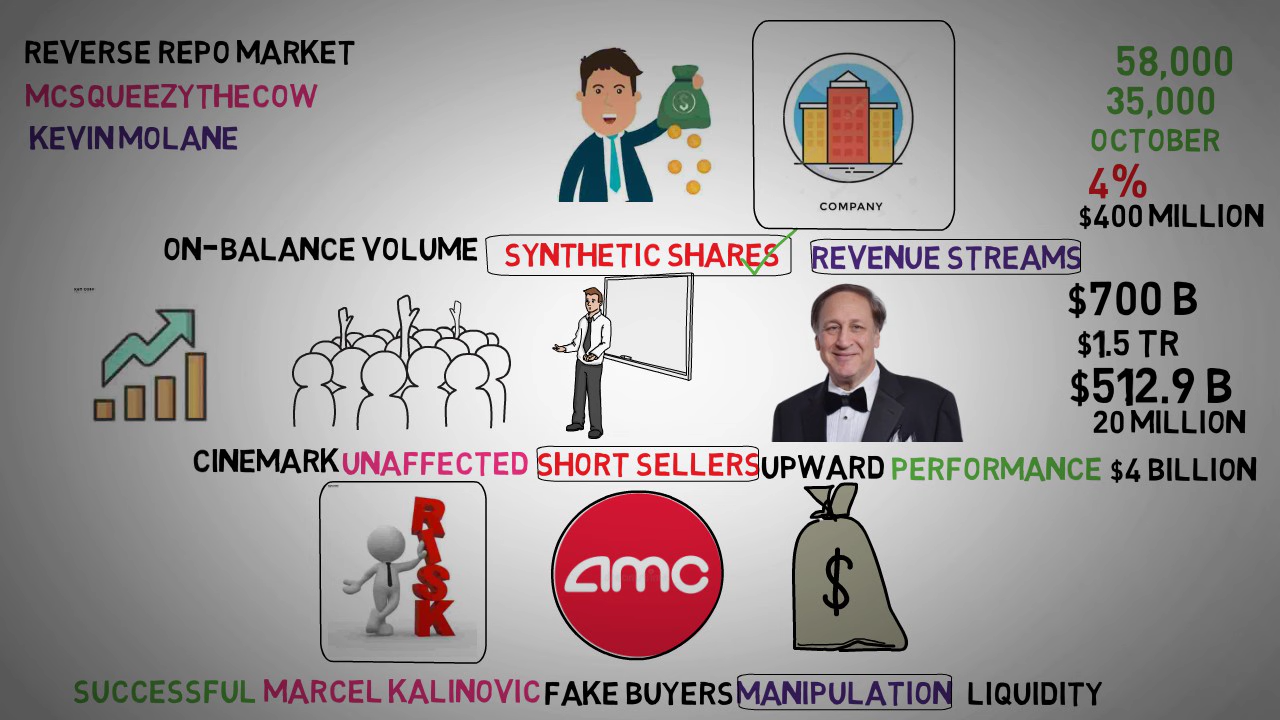 REVERSE REPO MARKET
MCSQUEEZYTHECOW
KEVIN MOLANE
COMPANY
58,000
35,000
OCTOBER
4%
$400 MILLION
ON-BALANCE VOLUME SYNTHETIC SHARES REVENUE STREAMS
$700 B
$1.5 TR
$512.9 B
20 MILLION
CINEMARK UNAFFECTED SHORT SELLERS UPWARD PERFORMANCE $4 BILLION
RISK
amc
$
SUCCESSFUL MARCEL KALINOVIC FAKE BUYERS MANIPULATION LIQUIDITY